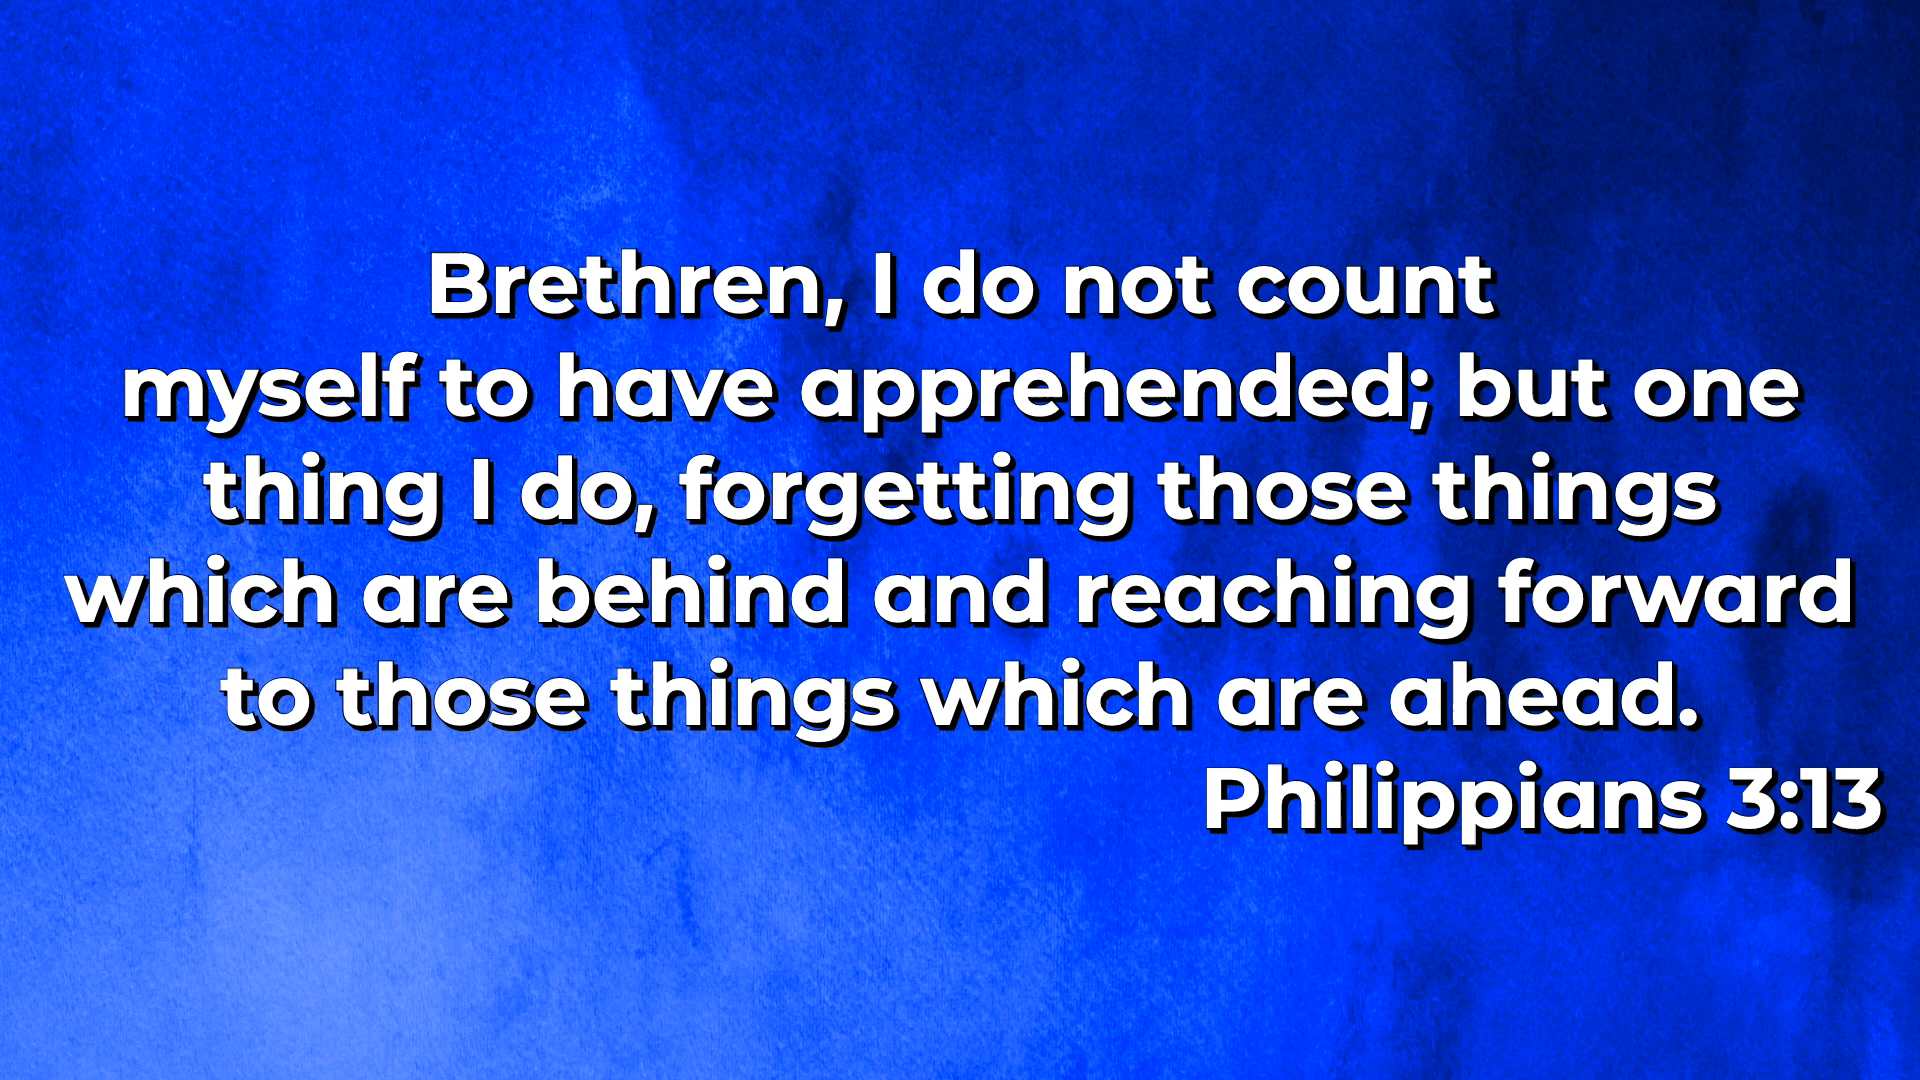 Brethren, I do not count
myself to have apprehended; but one
thing I do, forgetting those things
which are behind and reaching forward
to those things which are ahead.
Philippians 3:13